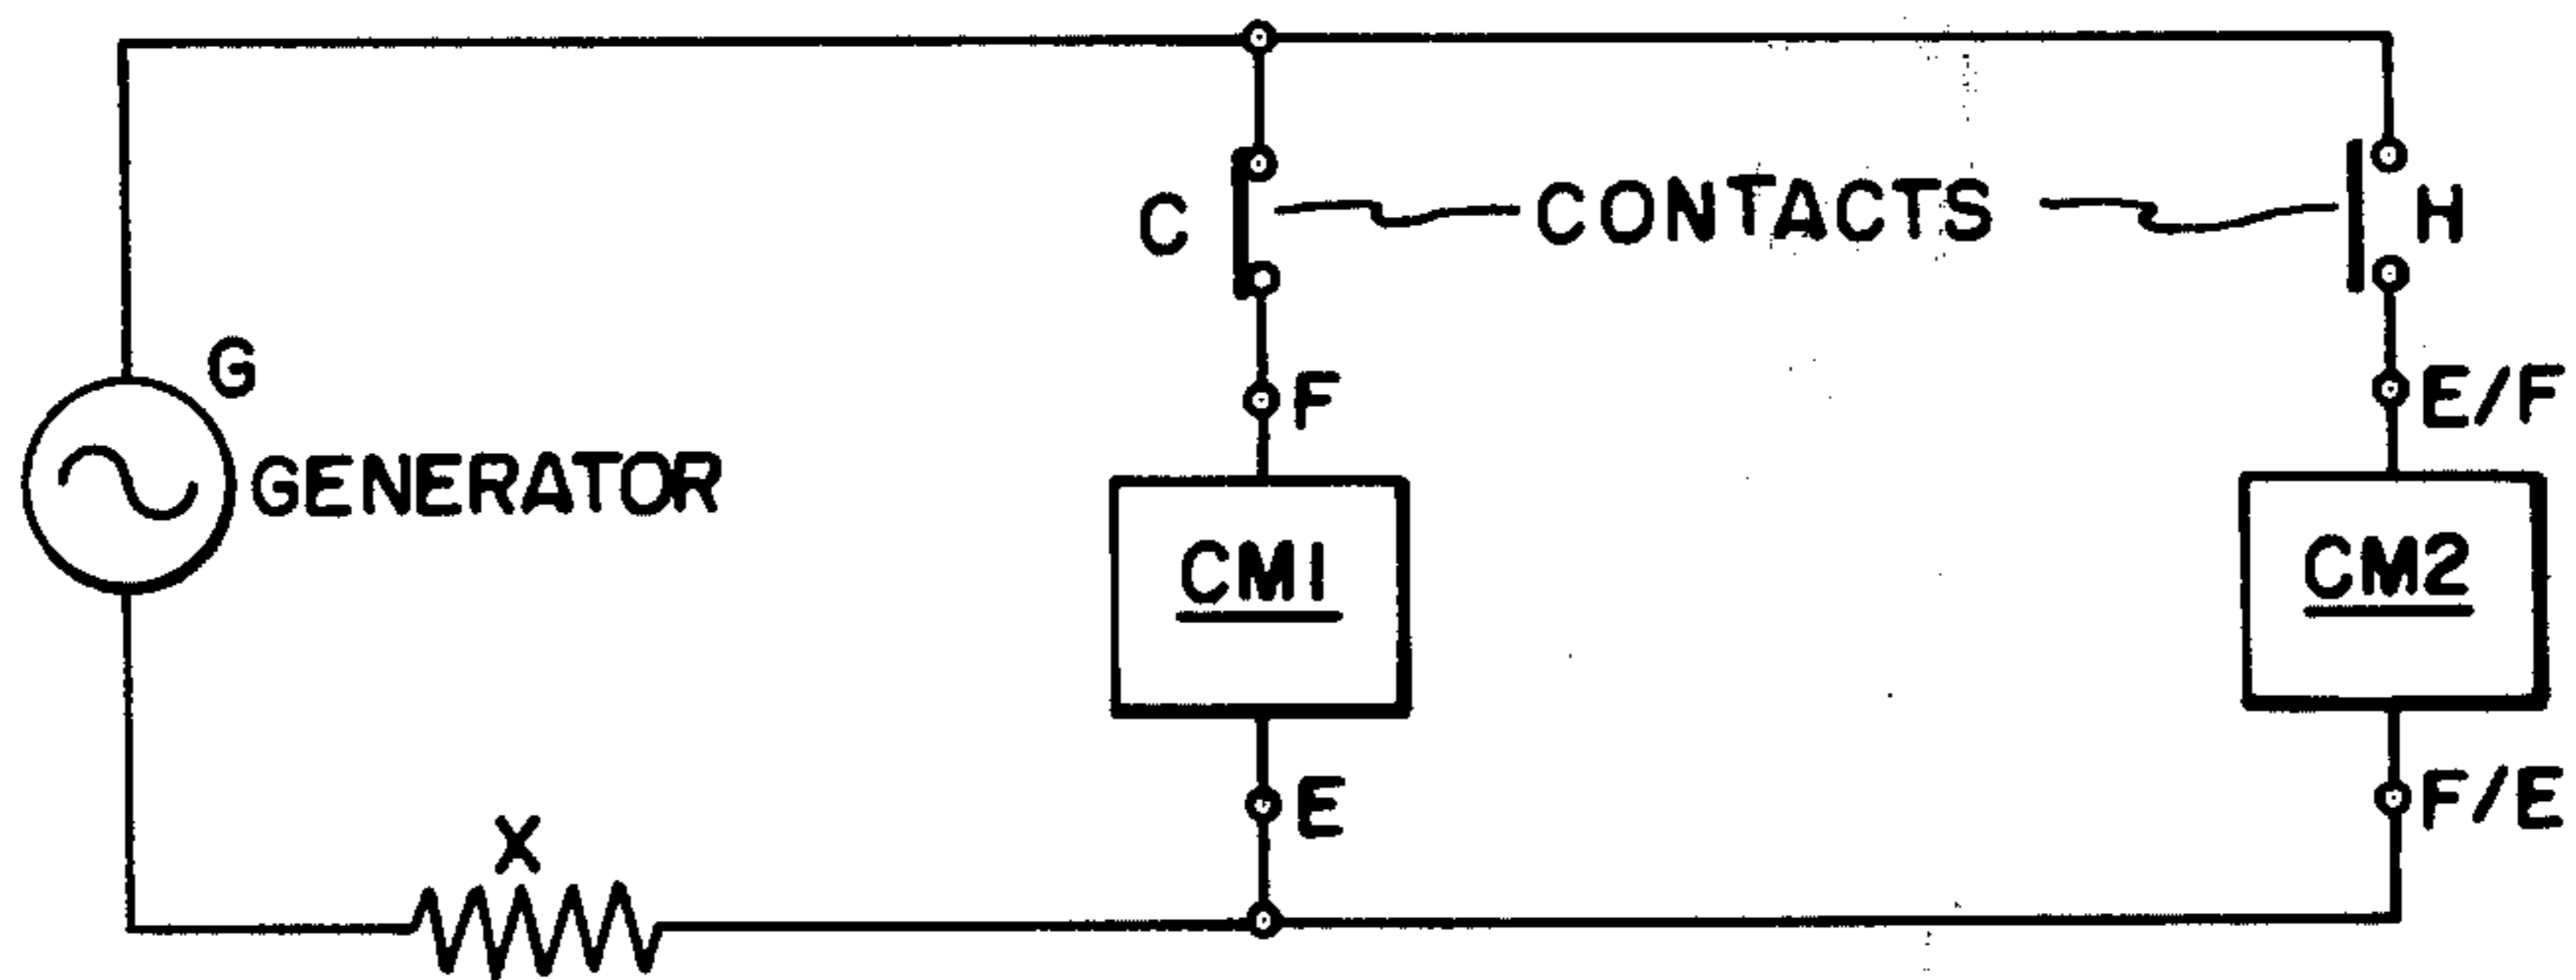 C
CONTACTS
H
G
GENERATOR
F
E/F
CM1
CM2
X
E
F/E